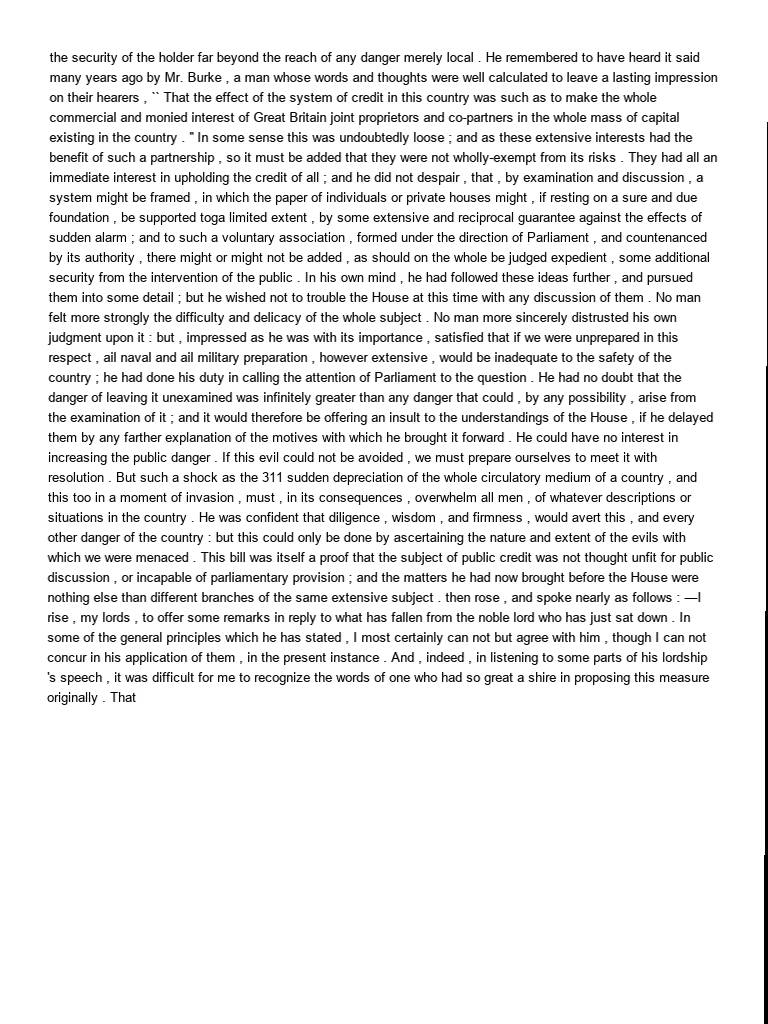 the security of the holder far beyond the reach of any danger merely local . He remembered to have heard it said
many years ago by Mr. Burke , a man whose words and thoughts were well calculated to leave a lasting impression
on their hearers , `` That the effect of the system of credit in this country was such as to make the whole
commercial and monied interest of Great Britain joint proprietors and co-partners in the whole mass of capital
existing in the country . '' In some sense this was undoubtedly loose ; and as these extensive interests had the
benefit of such a partnership , so it must be added that they were not wholly-exempt from its risks . They had all an
immediate interest in upholding the credit of all ; and he did not despair , that , by examination and discussion , a
system might be framed , in which the paper of individuals or private houses might , if resting on a sure and due
foundation , be supported toga limited extent , by some extensive and reciprocal guarantee against the effects of
sudden alarm ; and to such a voluntary association , formed under the direction of Parliament , and countenanced
by its authority , there might or might not be added , as should on the whole be judged expedient , some additional
security from the intervention of the public . In his own mind , he had followed these ideas further , and pursued
them into some detail ; but he wished not to trouble the House at this time with any discussion of them . No man
felt more strongly the difficulty and delicacy of the whole subject . No man more sincerely distrusted his own
judgment upon it : but , impressed as he was with its importance , satisfied that if we were unprepared in this
respect , ail naval and ail military preparation , however extensive , would be inadequate to the safety of the
country ; he had done his duty in calling the attention of Parliament to the question . He had no doubt that the
danger of leaving it unexamined was infinitely greater than any danger that could , by any possibility , arise from
the examination of it ; and it would therefore be offering an insult to the understandings of the House , if he delayed
them by any farther explanation of the motives with which he brought it forward . He could have no interest in
increasing the public danger . If this evil could not be avoided , we must prepare ourselves to meet it with
resolution . But such a shock as the 311 sudden depreciation of the whole circulatory medium of a country , and
this too in a moment of invasion , must , in its consequences , overwhelm all men , of whatever descriptions or
situations in the country . He was confident that diligence , wisdom , and firmness , would avert this , and every
other danger of the country : but this could only be done by ascertaining the nature and extent of the evils with
which we were menaced . This bill was itself a proof that the subject of public credit was not thought unfit for public
discussion , or incapable of parliamentary provision ; and the matters he had now brought before the House were
nothing else than different branches of the same extensive subject . then rose , and spoke nearly as follows : —I
rise , my lords , to offer some remarks in reply to what has fallen from the noble lord who has just sat down . In
some of the general principles which he has stated , I most certainly can not but agree with him , though I can not
concur in his application of them , in the present instance . And , indeed , in listening to some parts of his lordship
's speech , it was difficult for me to recognize the words of one who had so great a shire in proposing this measure
originally . That